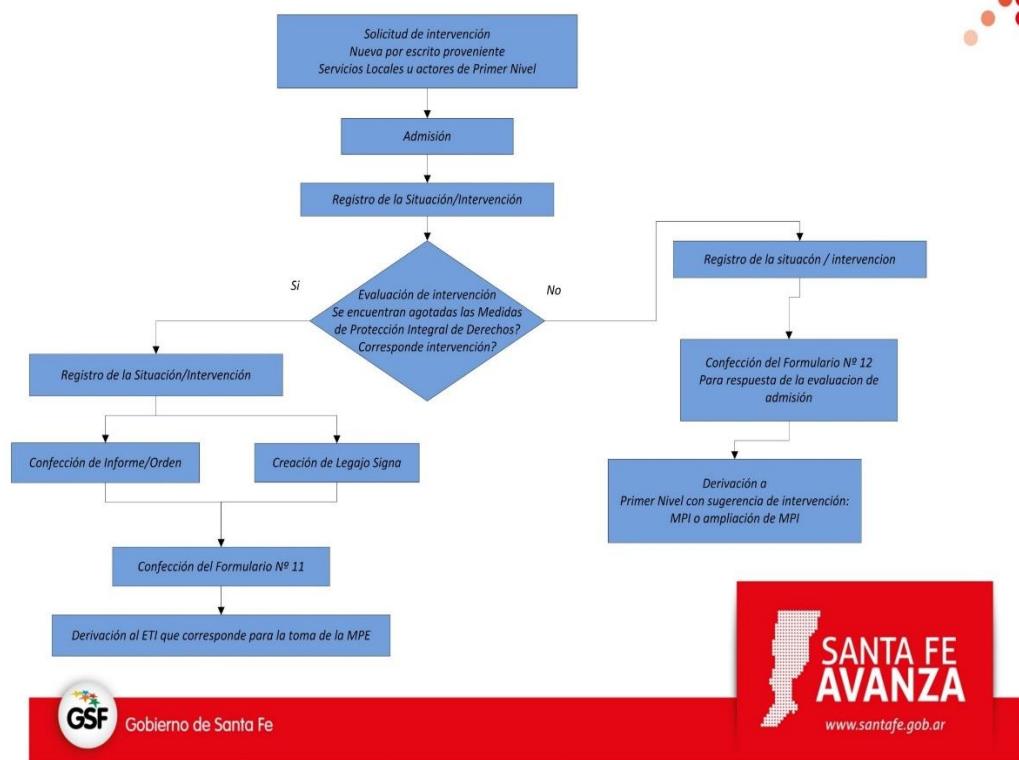 Solicitud de intervención
Nueva por escrito proveniente
Servicios Locales u actores de Primer Nivel
Admisión
Registro de la Situación/Intervención
Si
Evaluación de intervención
Se encuentran agotadas las Medidas
de Protección Integral de Derechos?
Corresponde intervención?
No
Registro de la Situación/Intervención
Confección de Informe/Orden
Creación de Legajo Signa
Confección del Formulario Nº 11
Derivación al ETI que corresponde para la toma de la MPE
Registro de la situacón / intervencion
Confección del Formulario Nº 12
Para respuesta de la evaluacion de
admisión
Derivación a
Primer Nivel con sugerencia de intervención:
MPI o ampliación de MPI
GSF
Gobierno de Santa Fe
SANTA FE
AVANZA
www.santafe.gob.ar